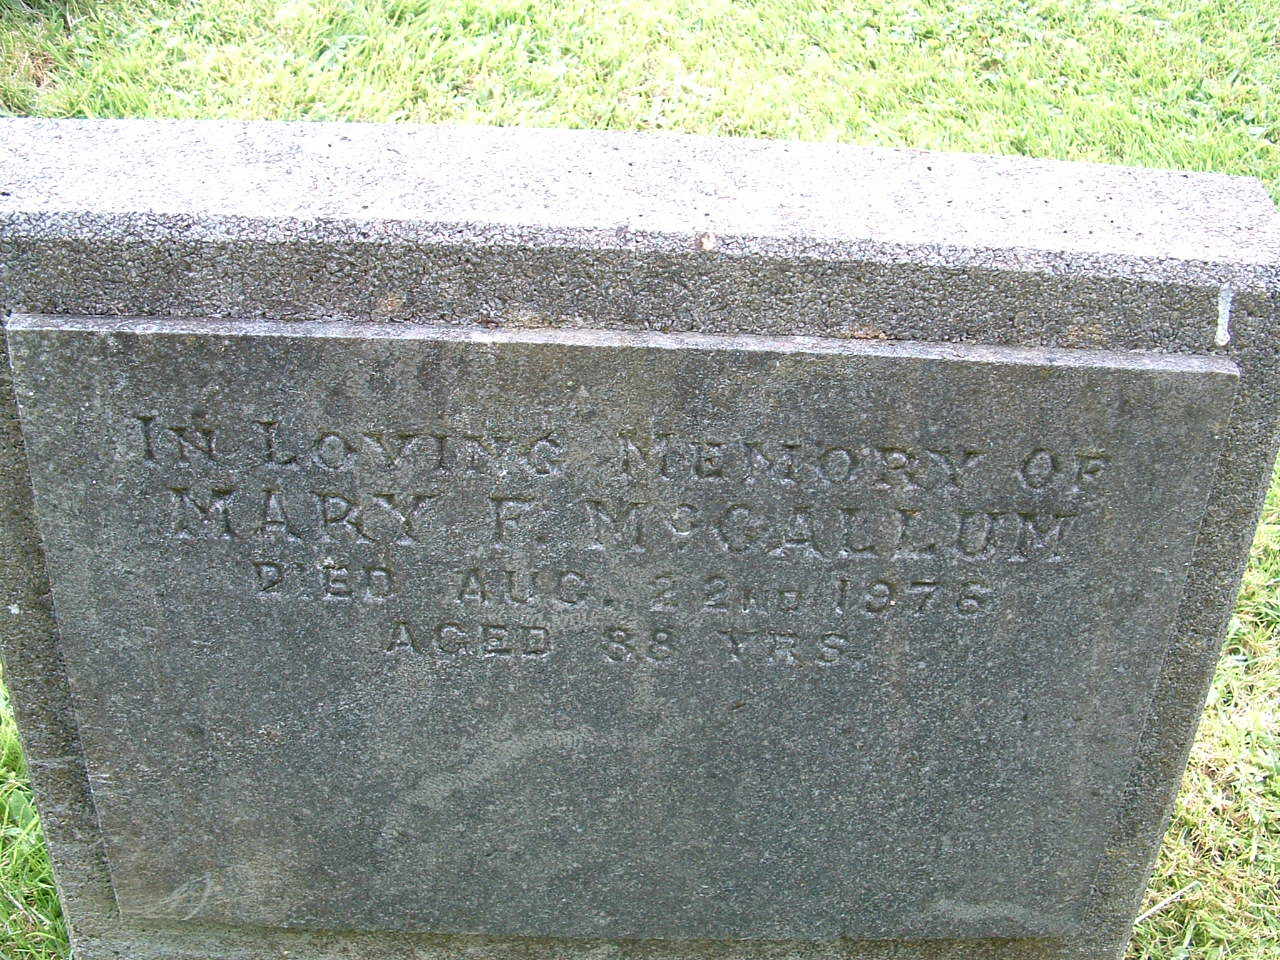 IN LOVING MEMORY OF
MARY F. McCALLUM
DIED AUG. 22ND 1976
AGED 88 YRS.